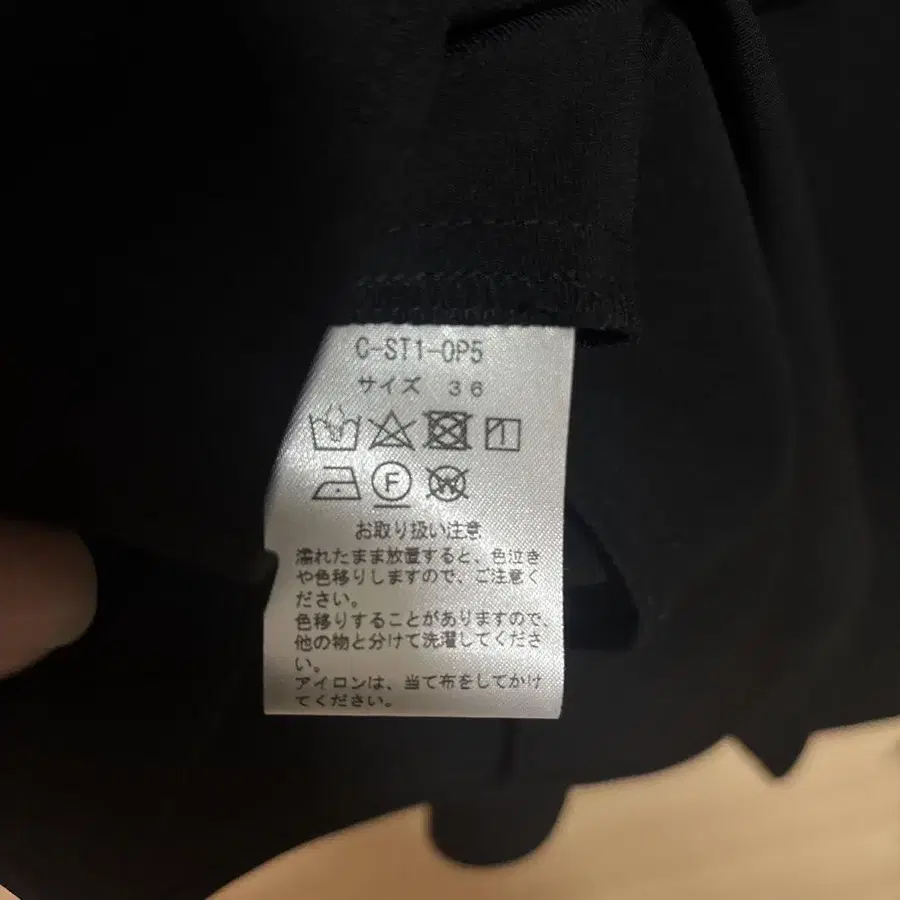 C-ST1-OP5
サイズ 36
F
W
お取り扱い注意
濡れたまま放置すると、色泣き
や色移りしますので、ご注意く
ださい。
色移りすることがありますので、
他の物と分けて洗濯してくださ
い。
アイロンは、当て布をしてかけ
てください。